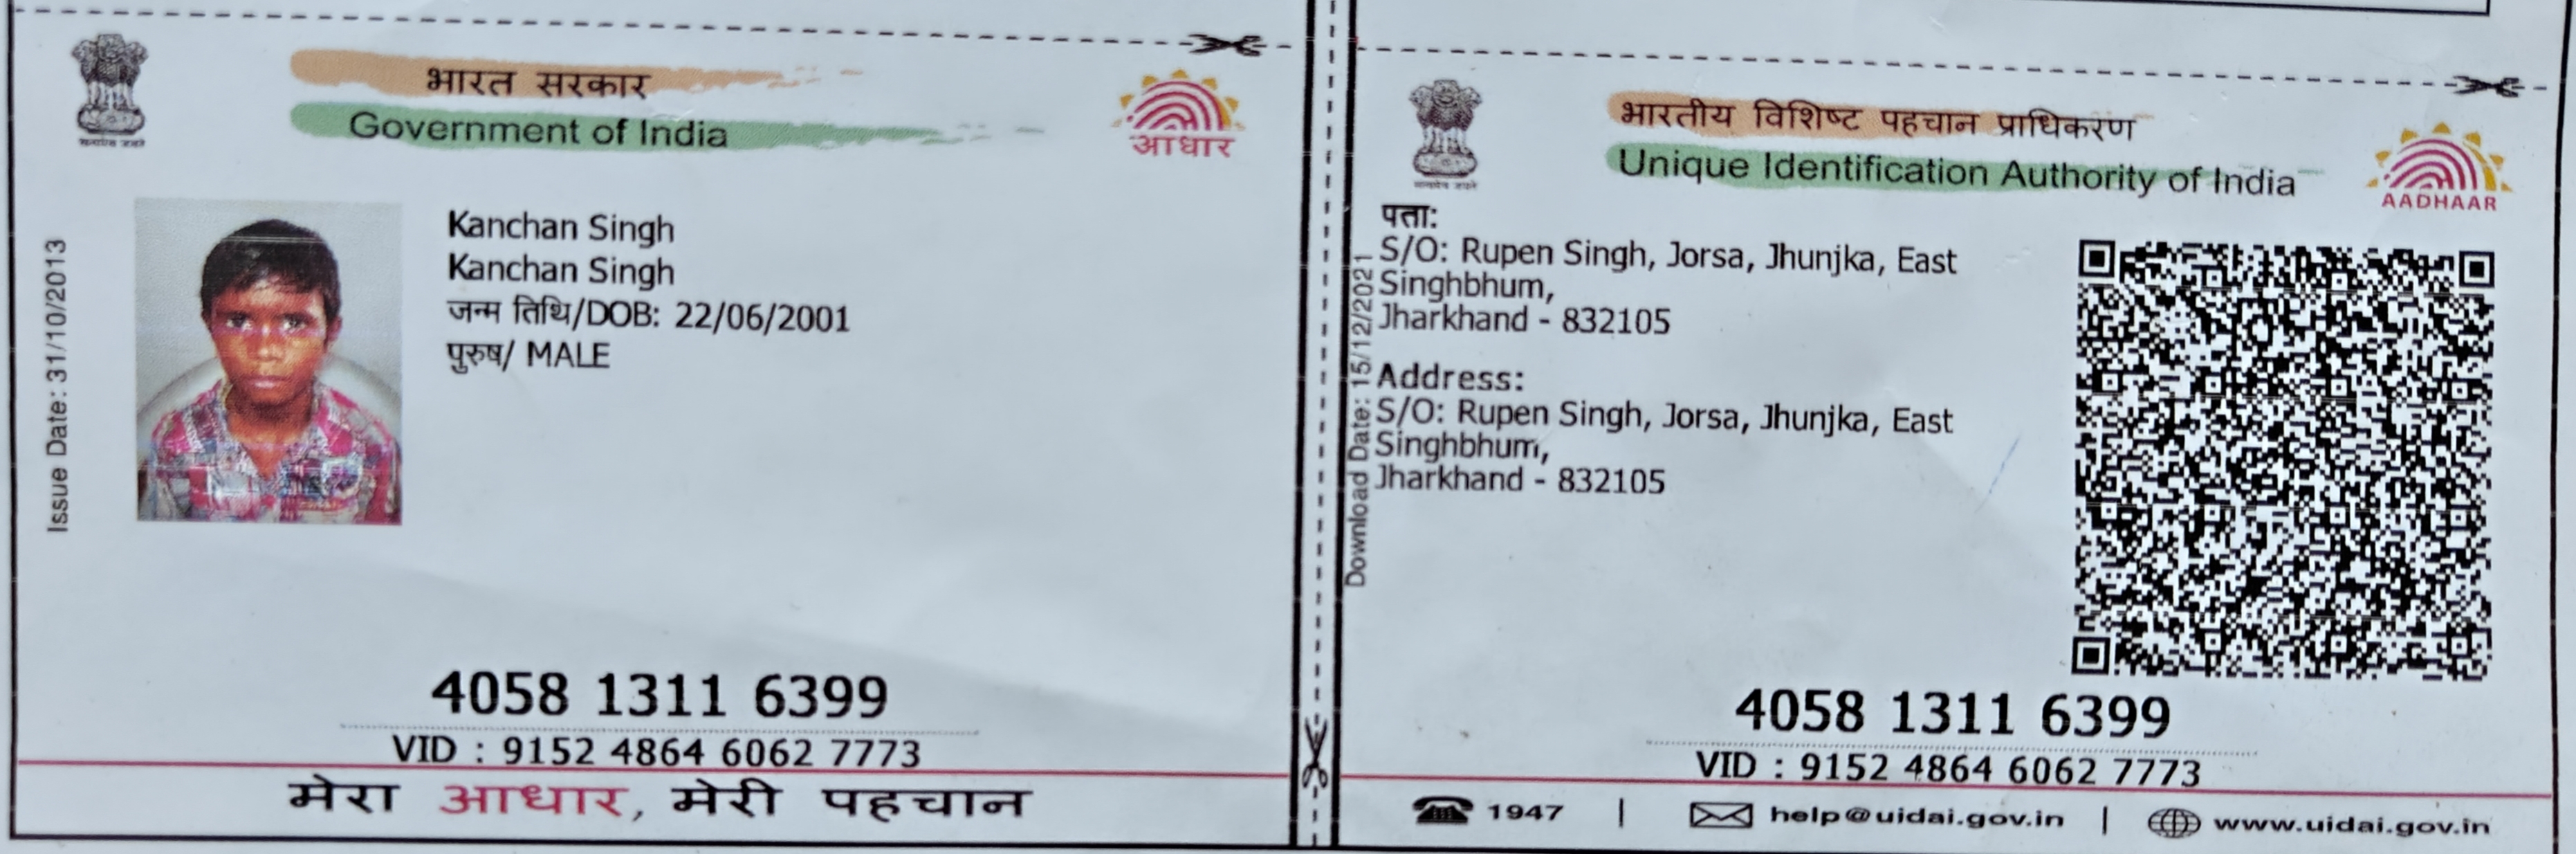 भारत सरकार
Government of India
आधार
Issue Date: 31/10/2013
Kanchan Singh
Kanchan Singh
जन्म तिथि/DOB: 22/06/2001
पुरुष/ MALE
4058 1311 6399
VID : 9152 4864 6062 7773
मेरा आधार, मेरी पहचान
भारतीय विशिष्ट पहचान प्राधिकरण
Unique Identification Authority of India
AADHAAR
Download Date: 15/12/2021
पता:
S/O: Rupen Singh, Jorsa, Jhunjka, East
Singhbhum,
Jharkhand - 832105
Address:
S/O: Rupen Singh, Jorsa, Jhunjka, East
Singhbhum,
Jharkhand - 832105
4058 1311 6399
VID : 9152 4864 6062 7773
1947 | help@uidai.gov.in | www.uidai.gov.in